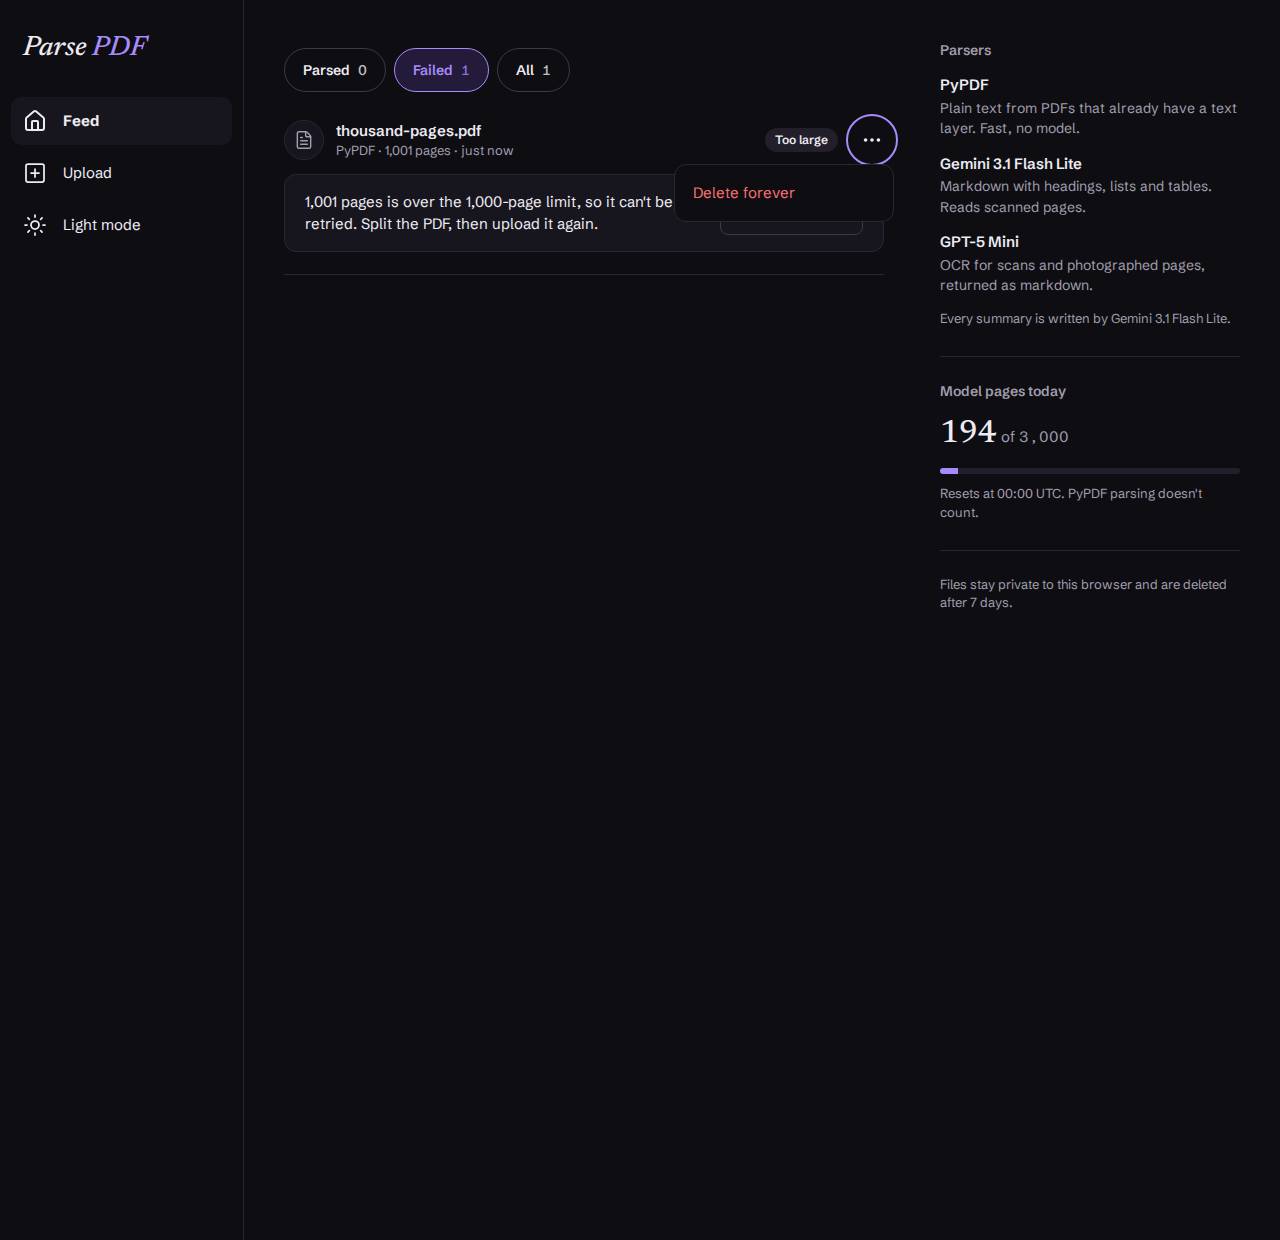 Parse PDF
Feed
Upload
Light mode
Parsed 0
Failed 1
All 1
thousand-pages.pdf
PyPDF · 1,001 pages · just now
Too large
Delete forever
1,001 pages is over the 1,000-page limit, so it can't be
retried. Split the PDF, then upload it again.
Parsers
PyPDF
Plain text from PDFs that already have a text
layer. Fast, no model.
Gemini 3.1 Flash Lite
Markdown with headings, lists and tables.
Reads scanned pages.
GPT-5 Mini
OCR for scans and photographed pages,
returned as markdown.
Every summary is written by Gemini 3.1 Flash Lite.
Model pages today
194 of 3,000
Resets at 00:00 UTC. PyPDF parsing doesn't
count.
Files stay private to this browser and are deleted
after 7 days.